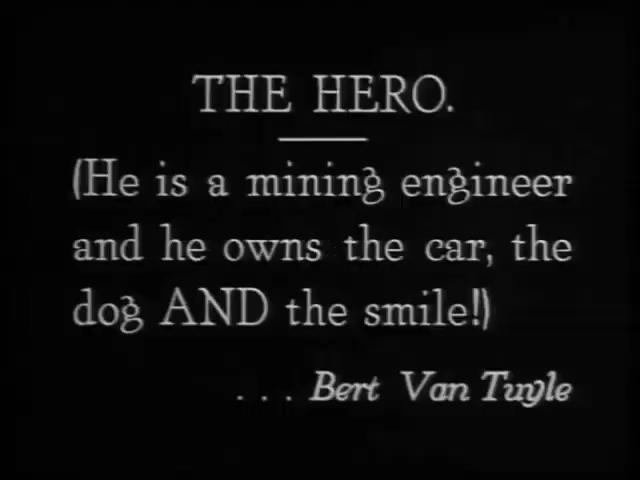 THE HERO.
(He is a mining engineer
and he owns the car, the
dog AND the smile!)
... Bert Van Tuyle